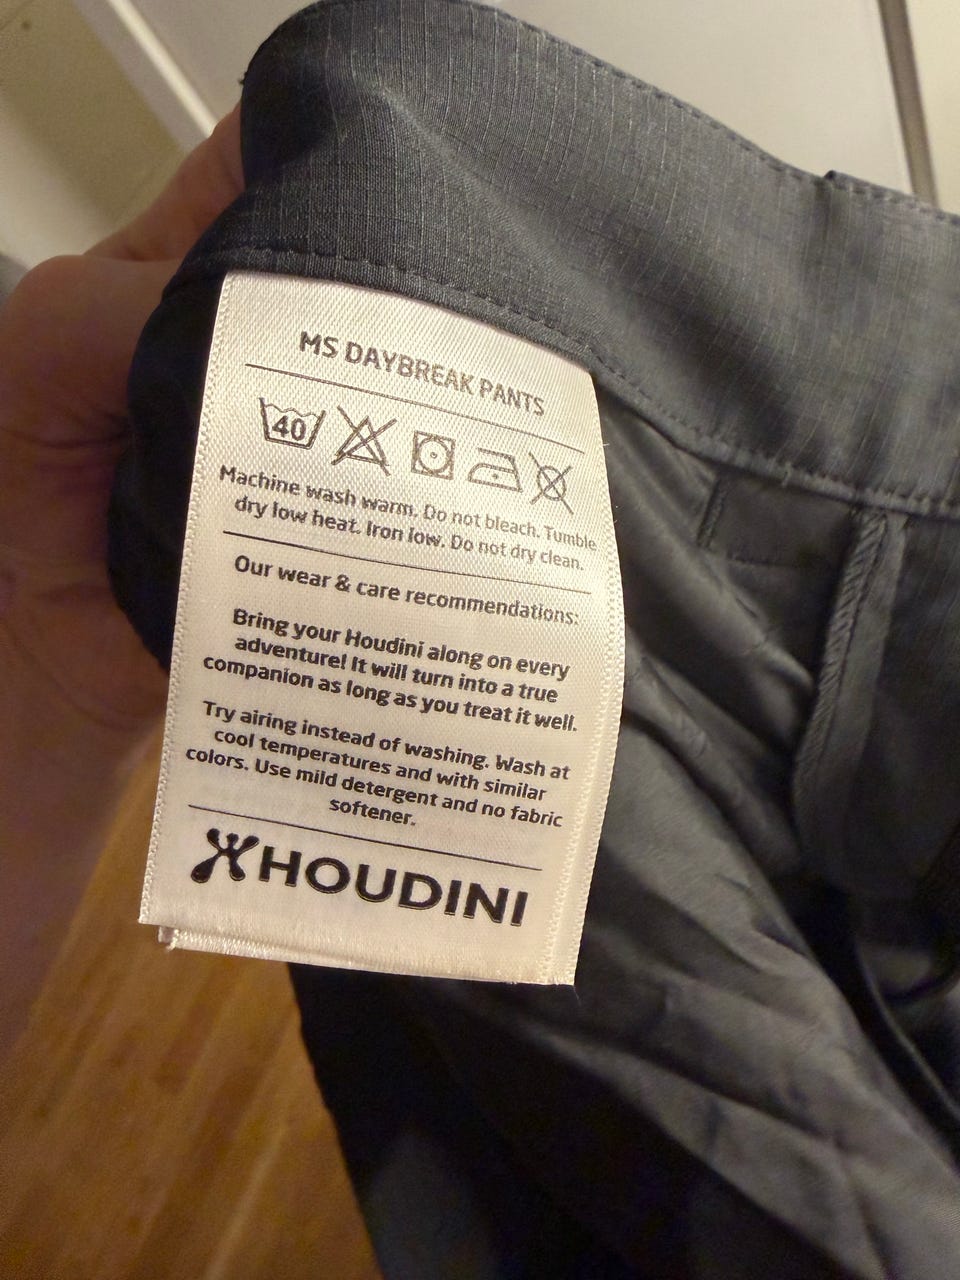 MS DAYBREAK PANTS
40
Machine wash warm. Do not bleach. Tumble
dry low heat. Iron low. Do not dry clean.
Our wear & care recommendations:
Bring your Houdini along on every
adventure! It will turn into a true
companion as long as you treat it well.
Try airing instead of washing. Wash at
cool temperatures and with similar
colors. Use mild detergent and no fabric
softener.
HOUDINI